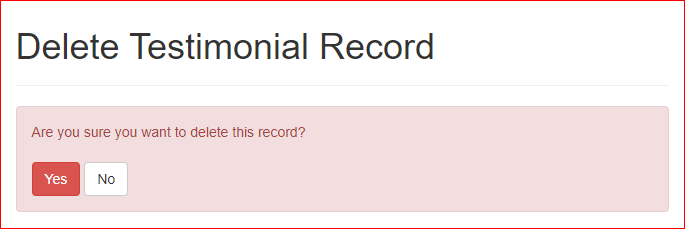 Delete Testimonial Record
Are you sure you want to delete this record?
Yes No